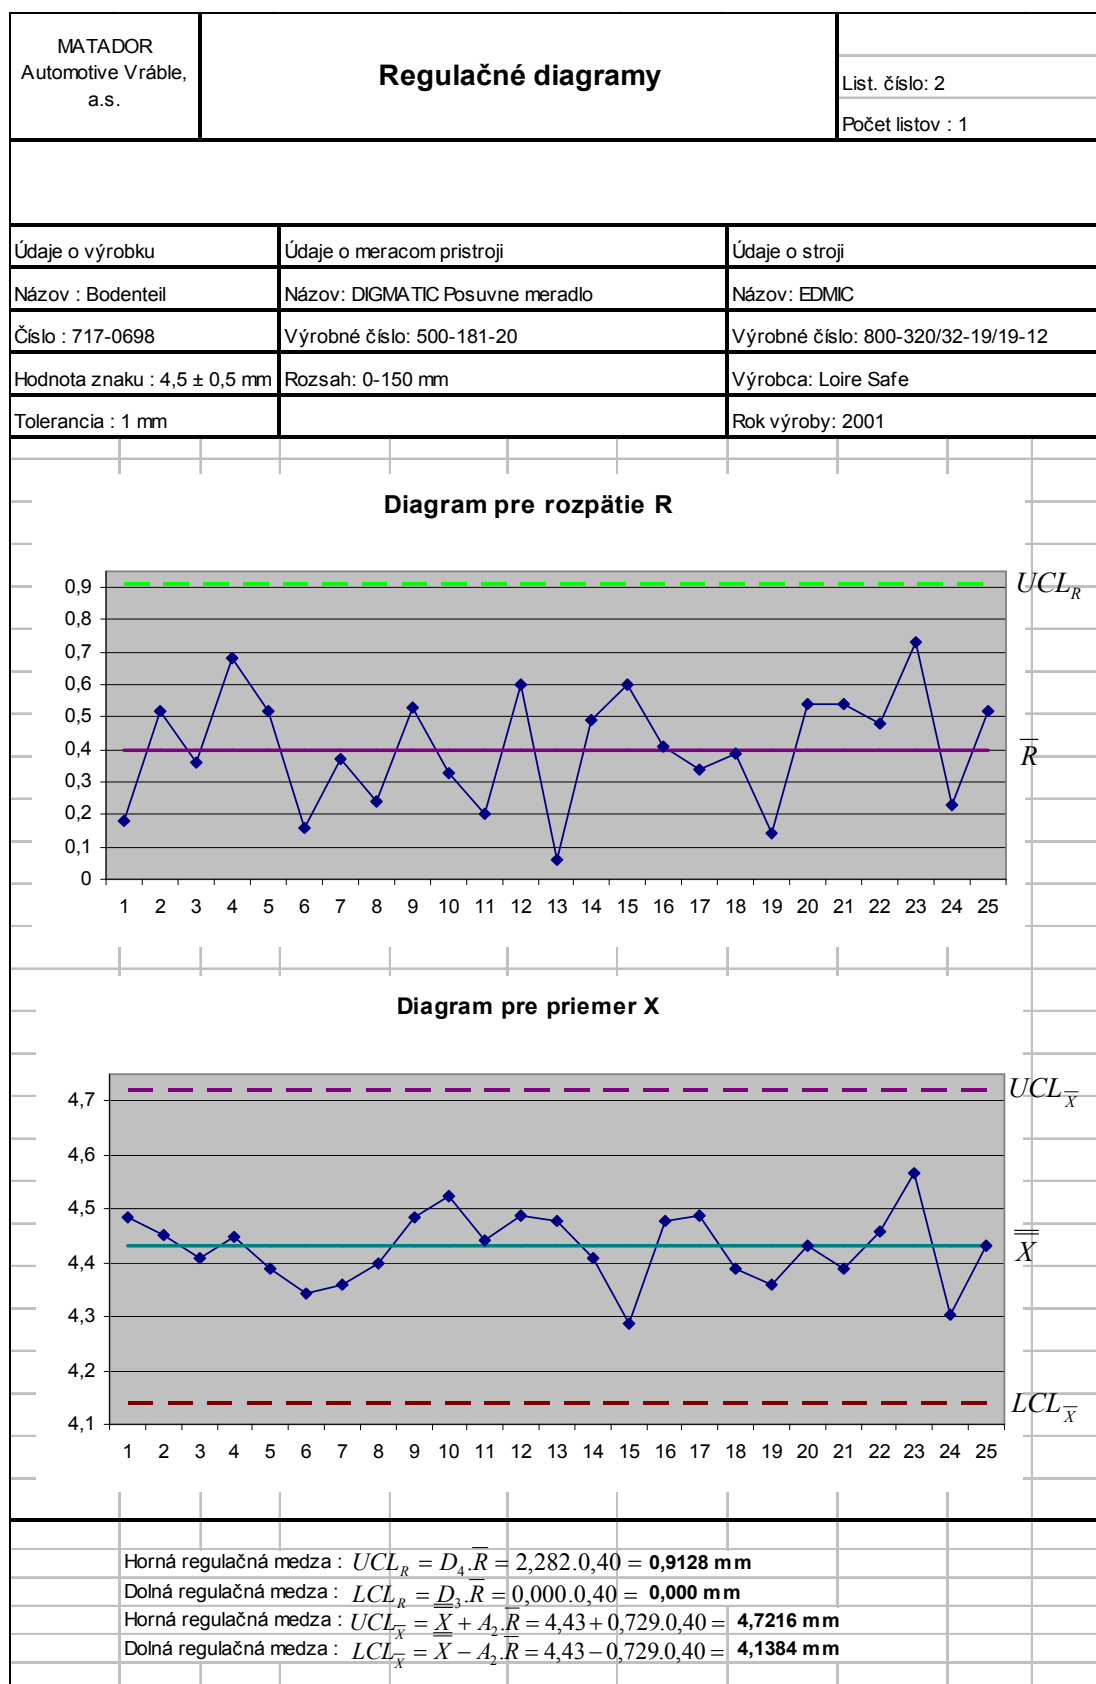 MATADOR
Automotive Vráble,
a.s.
Regulačné diagramy
List. číslo: 2
Počet listov : 1
Údaje o výrobku
Údaje o meracom pristroji
Údaje o stroji
Názov : Bodenteil
Názov: DIGMATIC Posuvne meradlo
Názov: EDMIC
Číslo : 717-0698
Výrobné číslo: 500-181-20
Výrobné číslo: 800-320/32-19/19-12
Hodnota znaku : 4,5 ± 0,5 mm
Rozsah: 0-150 mm
Výrobca: Loire Safe
Tolerancia : 1 mm
Rok výroby: 2001
Diagram pre rozpätie R
0,9
0,8
0,7
0,6
0,5
0,4
0,3
0,2
0,1
0
UCL_R
R̅
1 2 3 4 5 6 7 8 9 10 11 12 13 14 15 16 17 18 19 20 21 22 23 24 25
Diagram pre priemer X
4,7
4,6
4,5
4,4
4,3
4,2
4,1
UCL_X̅
X̿
LCL_X̅
1 2 3 4 5 6 7 8 9 10 11 12 13 14 15 16 17 18 19 20 21 22 23 24 25
Horná regulačná medza : UCL_R = D₄.R̅ = 2,282.0,40 = 0,9128 mm
Dolná regulačná medza : LCL_R = D₃.R̅ = 0,000.0,40 = 0,000 mm
Horná regulačná medza : UCL_X̅ = X̿ + A₂.R̅ = 4,43 + 0,729.0,40 = 4,7216 mm
Dolná regulačná medza : LCL_X̅ = X̿ − A₂.R̅ = 4,43 − 0,729.0,40 = 4,1384 mm